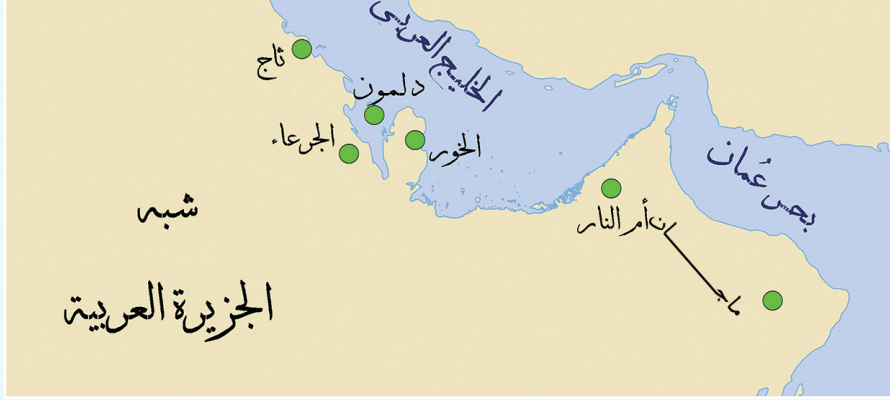 الخليج العربي
ثاج
دلمون
الجرعاء
الخور
بحر عُمان
شبه
أم النار
ماجان
الجزيرة العربية